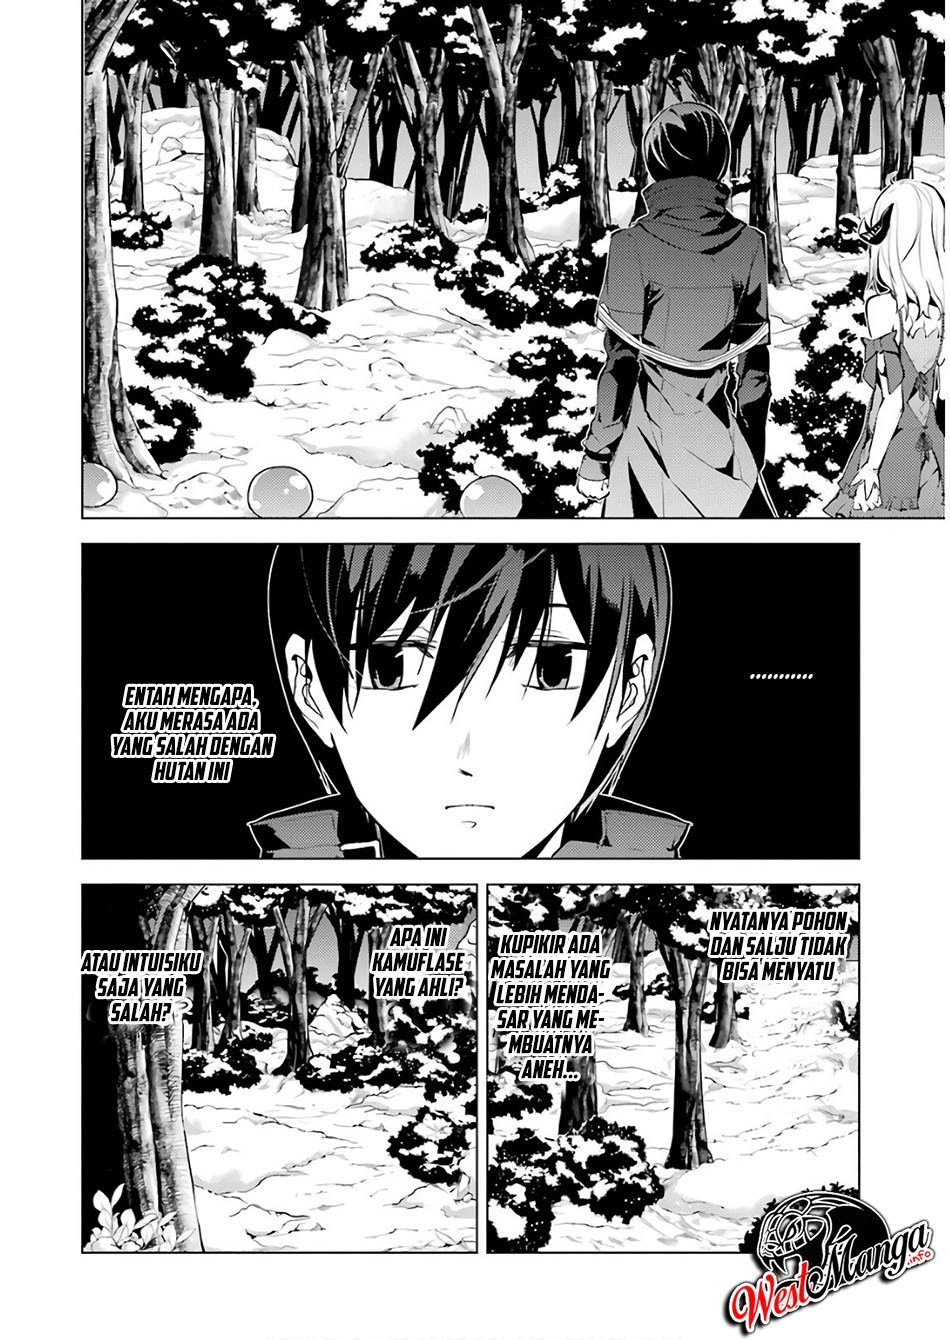 ............
ENTAH MENGAPA,
AKU MERASA ADA
YANG SALAH DENGAN
HUTAN INI
NYATANYA POHON
DAN SALJU TIDAK
BISA MENYATU
KUPIKIR ADA
MASALAH YANG
LEBIH MENDA-
SAR YANG ME-
MBUATNYA
ANEH...
APA INI
KAMUFLASE
YANG AHLI?
ATAU INTUISIKU
SAJA YANG
SALAH?
WestManga
.info